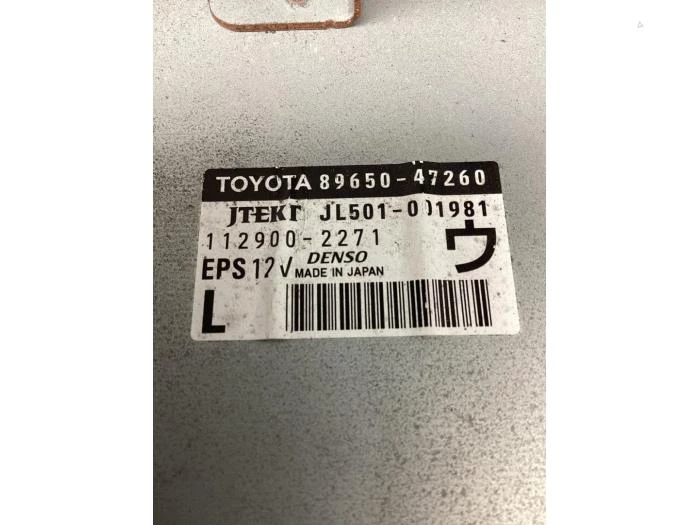 TOYOTA 89650-47260
JTEKT JL501-001981
112900-2271
DENSO
ウ
EPS 12V MADE IN JAPAN
L